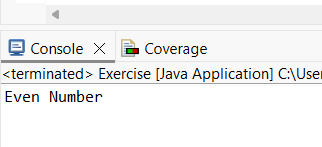 Console Coverage
<terminated> Exercise [Java Application] C:\User
Even Number